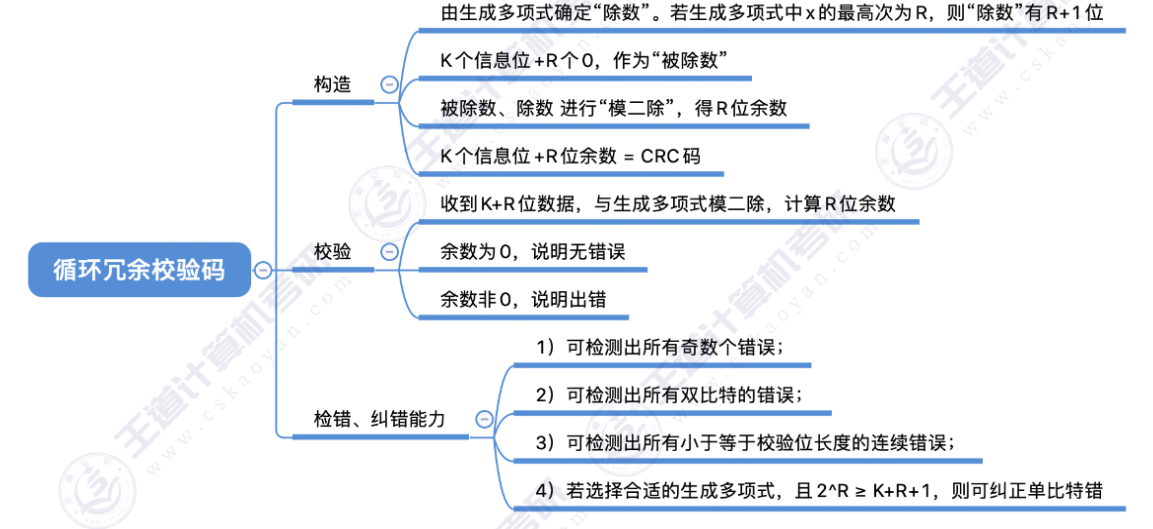 由生成多项式确定“除数”。若生成多项式中x的最高次为R，则“除数”有R+1位
K个信息位+R个0，作为“被除数”
构造
被除数、除数 进行“模二除”，得R位余数
K个信息位+R位余数 = CRC码
收到K+R位数据，与生成多项式模二除，计算R位余数
校验
余数为0，说明无错误
循环冗余校验码
余数非0，说明出错
1）可检测出所有奇数个错误；
2）可检测出所有双比特的错误；
检错、纠错能力
3）可检测出所有小于等于校验位长度的连续错误；
4）若选择合适的生成多项式，且2^R ≥ K+R+1，则可纠正单比特错
王道计算机考研
www.cskaoyan.com